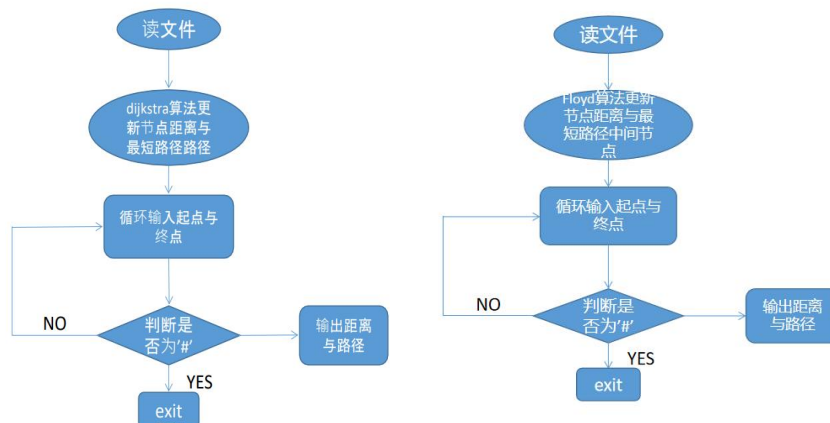 读文件
dijkstra算法更
新节点距离与
最短路径路径
循环输入起点与
终点
判断是
否为'#'
NO
YES
输出距离
与路径
exit
读文件
Floyd算法更新
节点距离与最
短路径中间节
点
循环输入起点与
终点
判断是
否为'#'
NO
YES
输出距离
与路径
exit